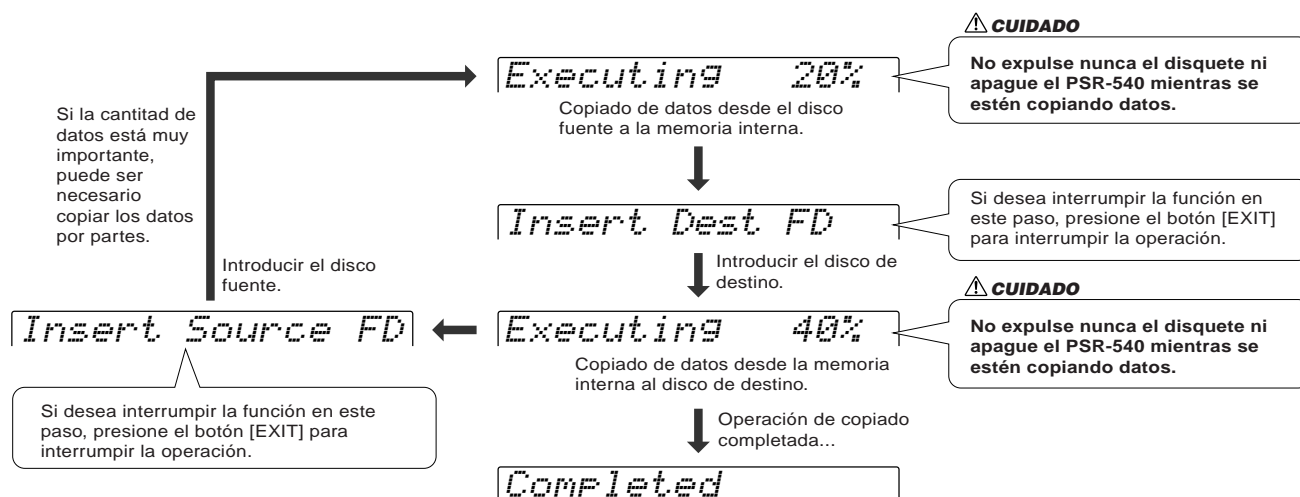 CUIDADO
Executing 20%
No expulse nunca el disquete ni
apague el PSR-540 mientras se
estén copiando datos.
Copiado de datos desde el disco
fuente a la memoria interna.
Si la cantidad de
datos está muy
importante,
puede ser
necesario
copiar los datos
por partes.
Insert Dest FD
Si desea interrumpir la función en
este paso, presione el botón [EXIT]
para interrumpir la operación.
Introducir el disco de
destino.
Introducir el disco
fuente.
CUIDADO
Insert Source FD
Executing 40%
No expulse nunca el disquete ni
apague el PSR-540 mientras se
estén copiando datos.
Copiado de datos desde la memoria
interna al disco de destino.
Si desea interrumpir la función en este
paso, presione el botón [EXIT] para
interrumpir la operación.
Operación de copiado
completada...
Completed